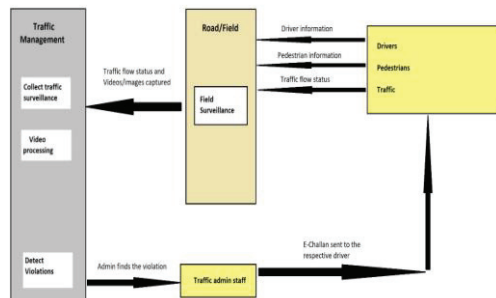 Traffic
Management
Collect traffic
surveillance
Video
processing
Detect
Violations
Traffic flow status and
Videos/images captured
Road/Field
Field
Surveillance
Driver information
Pedestrian information
Traffic flow status
Drivers
Pedestrians
Traffic
Admin finds the violation
Traffic admin staff
E-Challan sent to the
respective driver